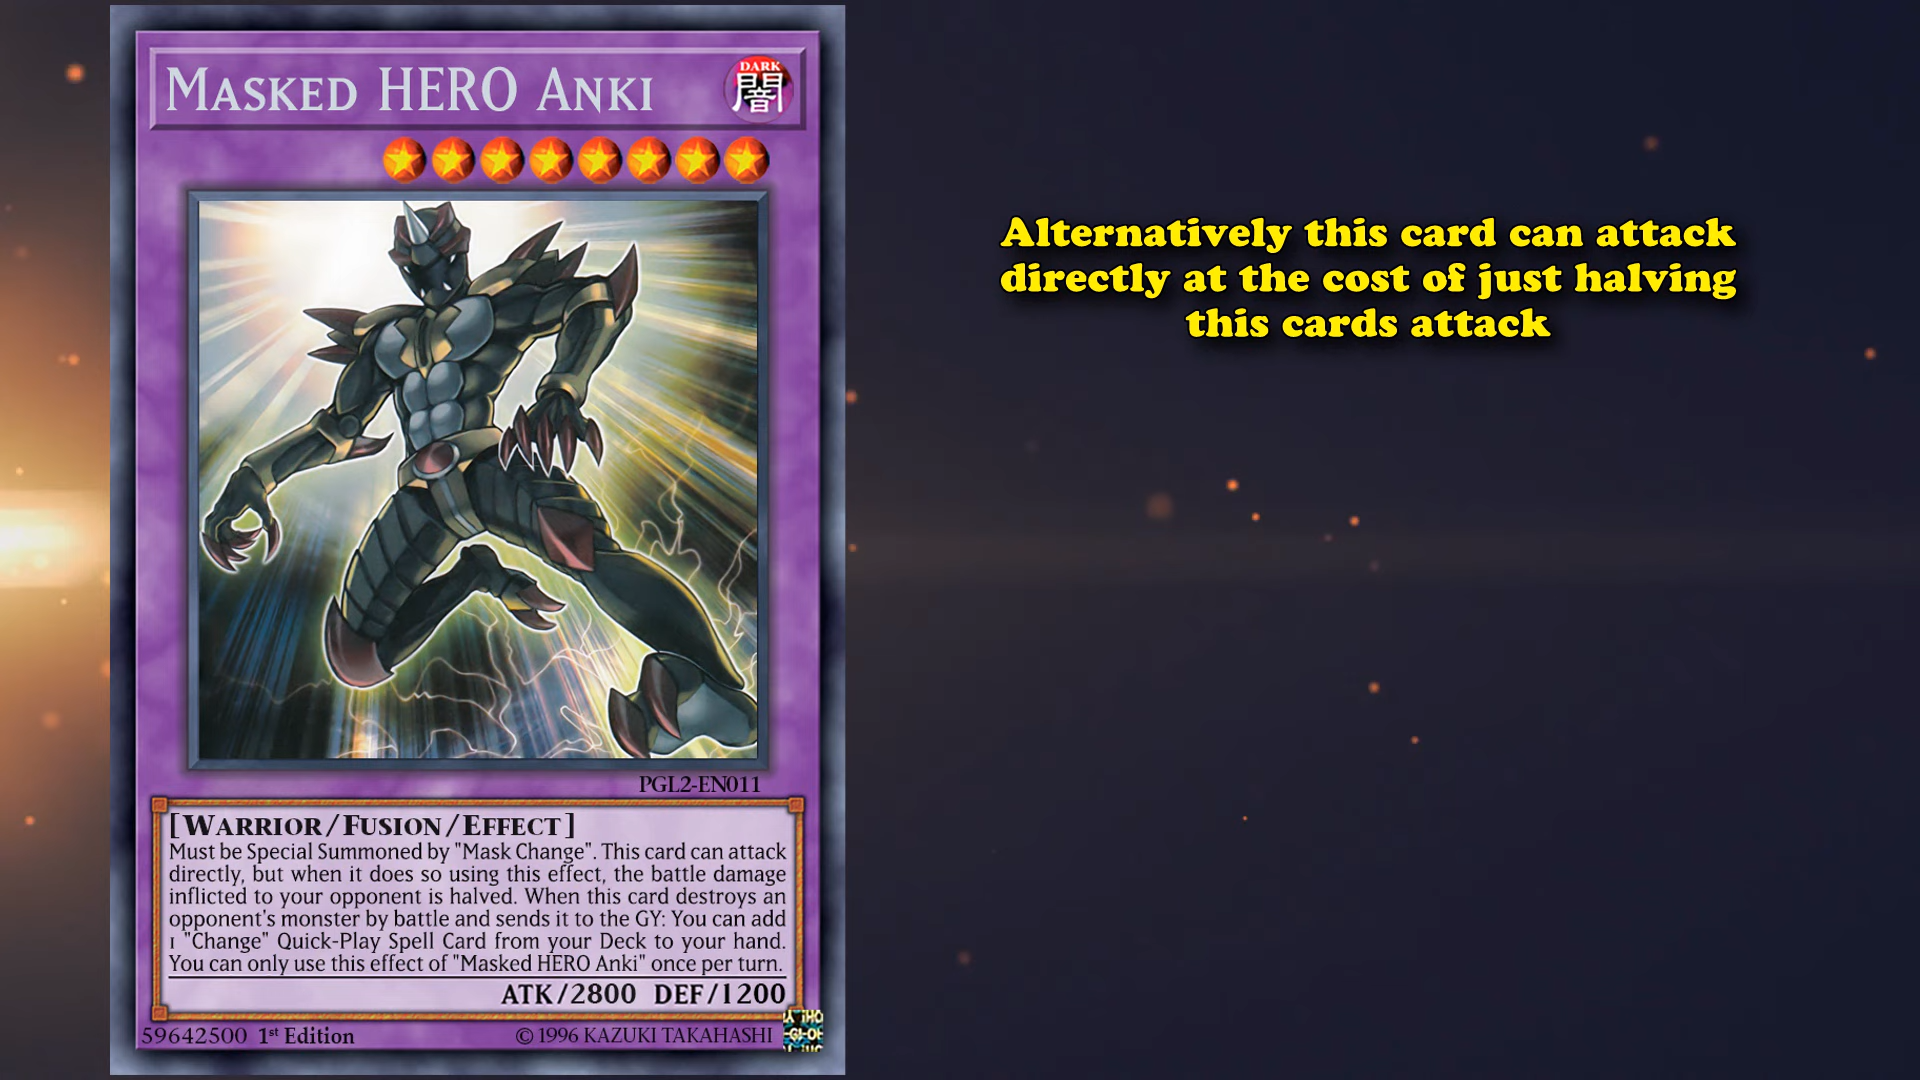 Masked HERO Anki
DARK
闇
PGL2-EN011
[Warrior/Fusion/Effect]
Must be Special Summoned by "Mask Change". This card can attack
directly, but when it does so using this effect, the battle damage
inflicted to your opponent is halved. When this card destroys an
opponent's monster by battle and sends it to the GY: You can add
1 "Change" Quick-Play Spell Card from your Deck to your hand.
You can only use this effect of "Masked HERO Anki" once per turn.
ATK/2800 DEF/1200
59642500 1st Edition
© 1996 KAZUKI TAKAHASHI
Alternatively this card can attack
directly at the cost of just halving
this cards attack